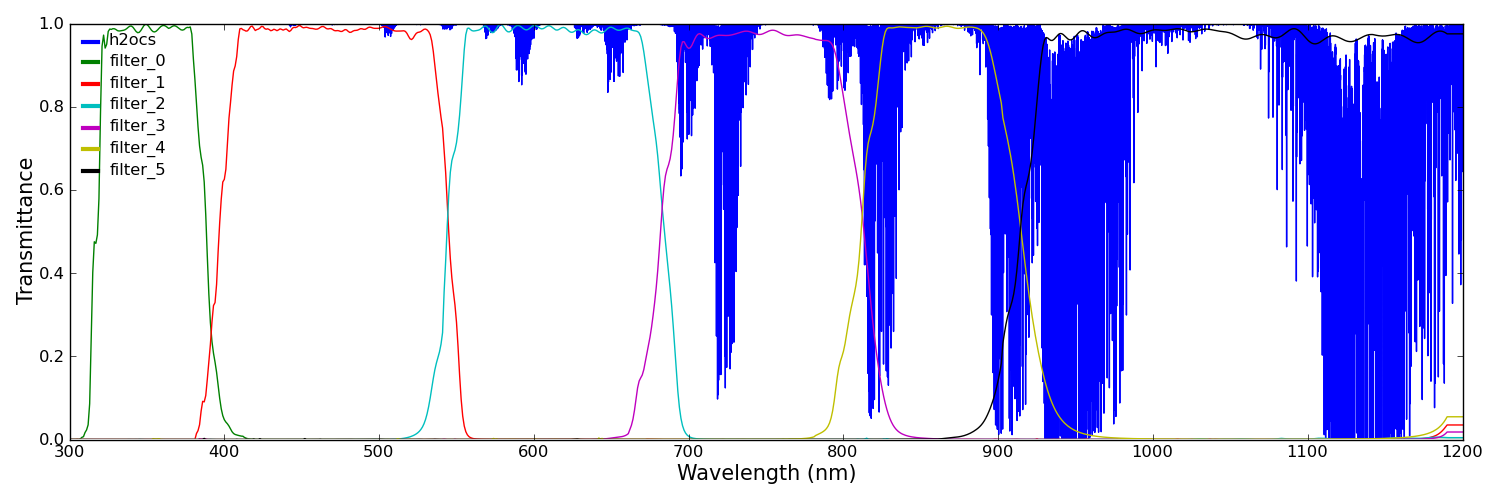 1.0
0.8
0.6
0.4
0.2
0.0
Transmittance
h2ocs
filter_0
filter_1
filter_2
filter_3
filter_4
filter_5
300 400 500 600 700 800 900 1000 1100 1200
Wavelength (nm)